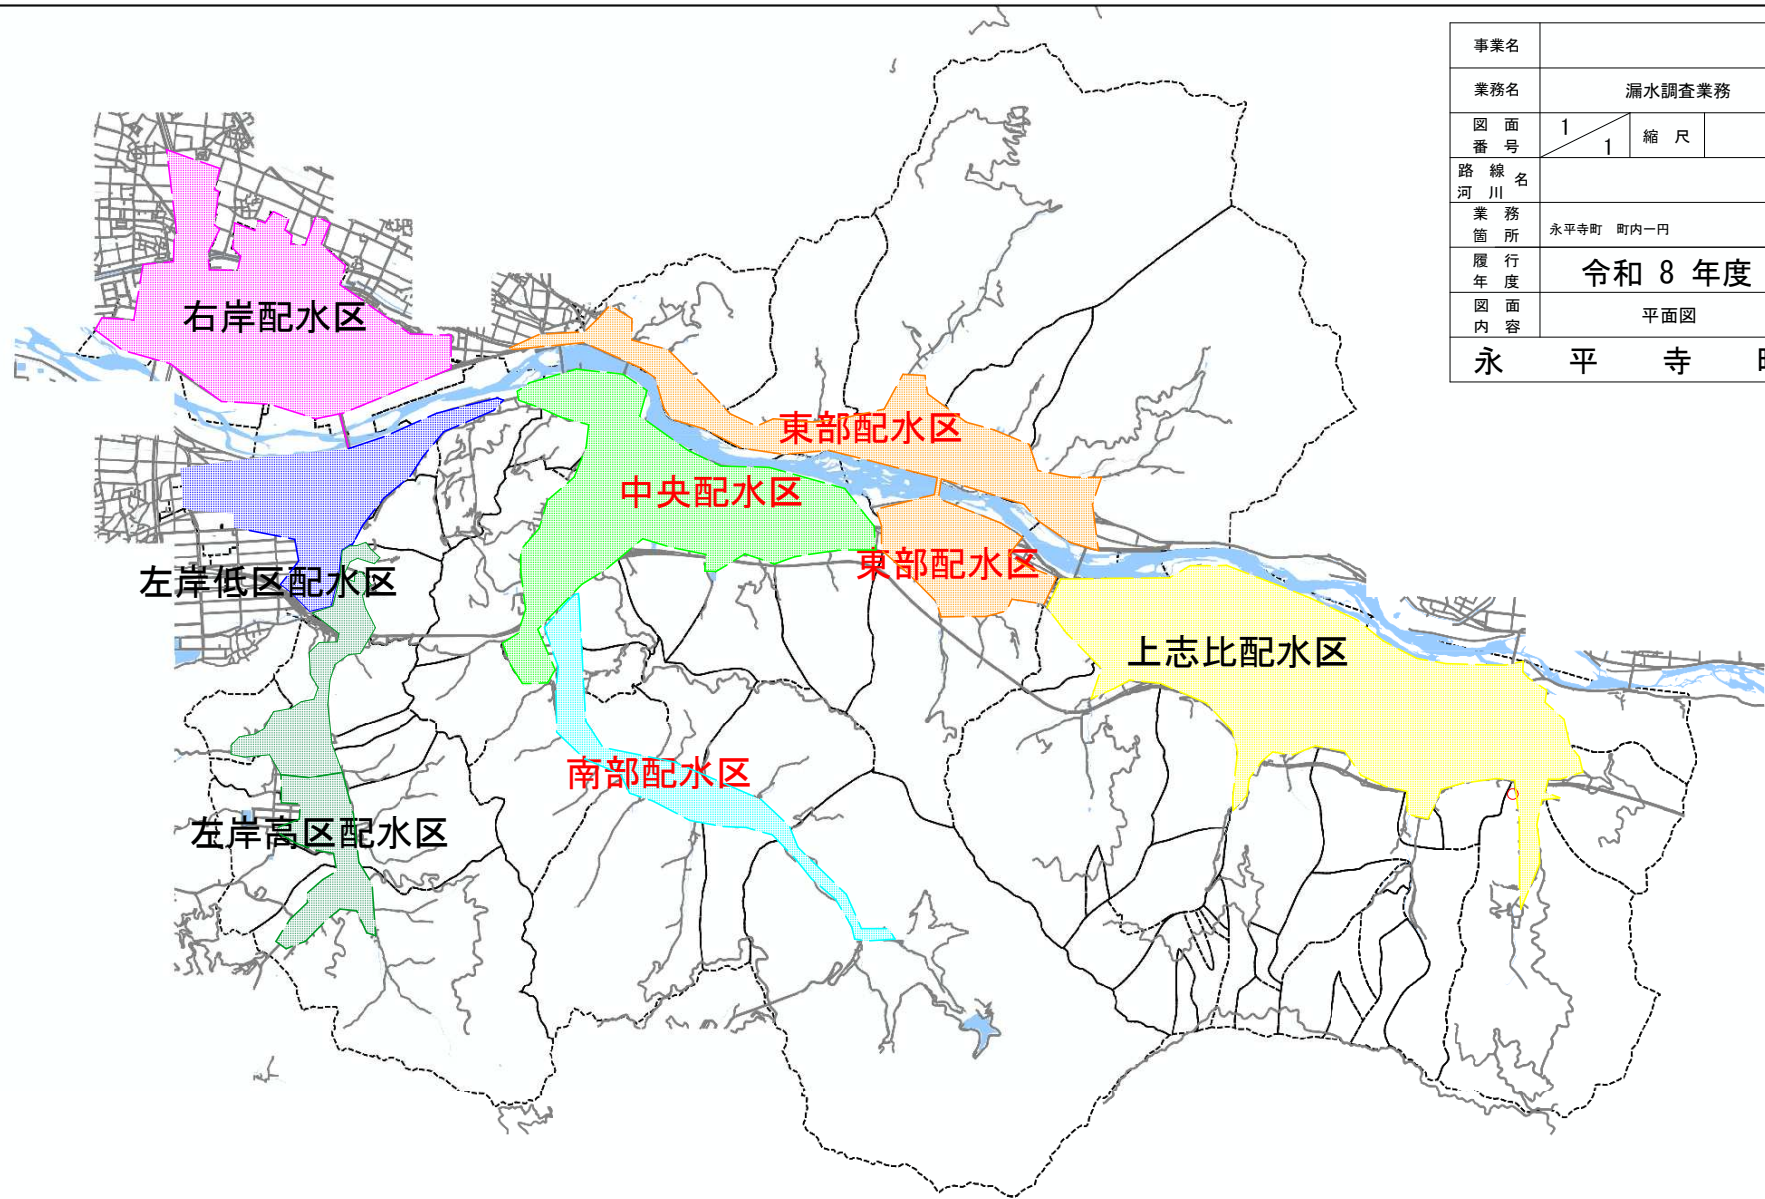 事業名
業務名 漏水調査業務
図面番号 1/1 縮尺
路線河川名
業務箇所 永平寺町 町内一円
履行年度 令和 8 年度
図面内容 平面図
永平寺町
右岸配水区
東部配水区
中央配水区
東部配水区
左岸低区配水区
上志比配水区
南部配水区
左岸高区配水区